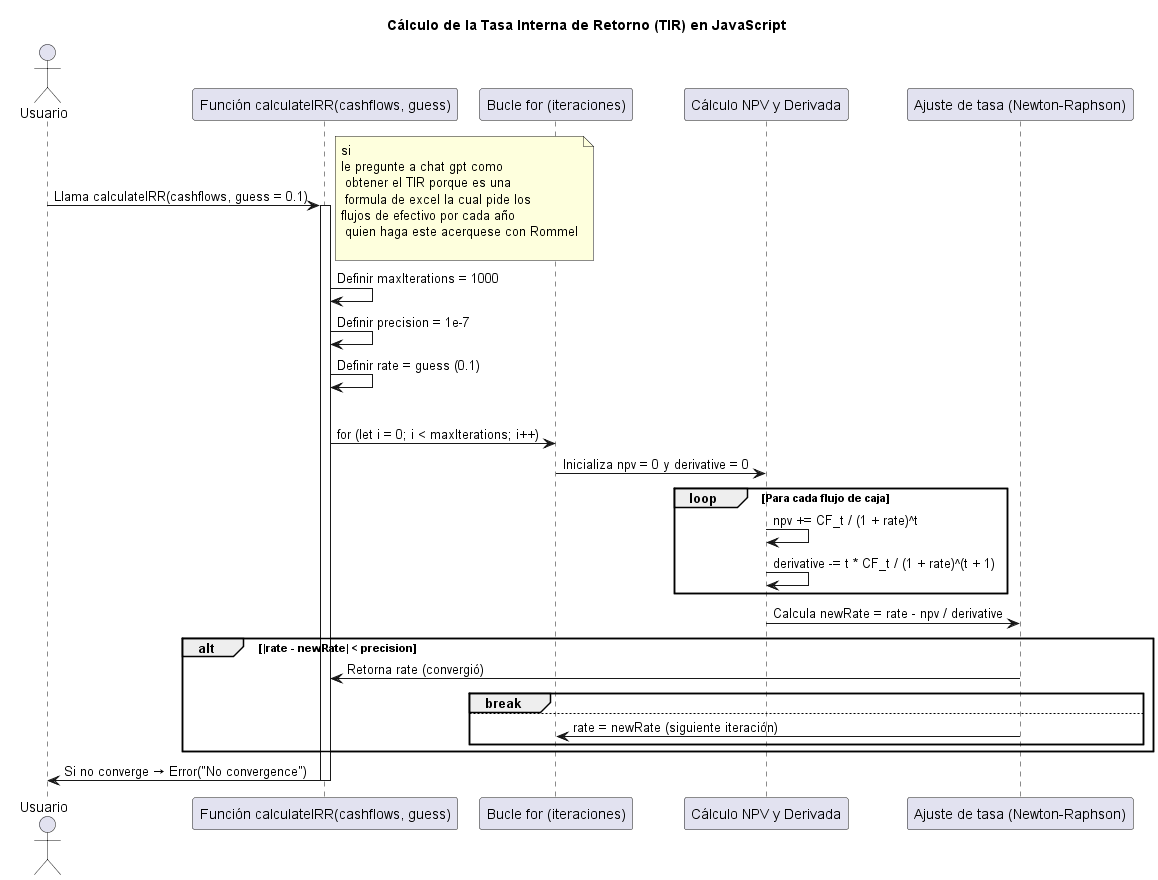 Cálculo de la Tasa Interna de Retorno (TIR) en JavaScript
Usuario
Función calculateIRR(cashflows, guess)
Bucle for (iteraciones)
Cálculo NPV y Derivada
Ajuste de tasa (Newton-Raphson)
si
le pregunte a chat gpt como
obtener el TIR porque es una
formula de excel la cual pide los
flujos de efectivo por cada año
quien haga este acerquese con Rommel
Llama calculateIRR(cashflows, guess = 0.1)
Definir maxIterations = 1000
Definir precision = 1e-7
Definir rate = guess (0.1)
for (let i = 0; i < maxIterations; i++)
Inicializa npv = 0 y derivative = 0
loop [Para cada flujo de caja]
npv += CF_t / (1 + rate)^t
derivative -= t * CF_t / (1 + rate)^(t + 1)
Calcula newRate = rate - npv / derivative
alt [|rate - newRate| < precision]
Retorna rate (convergió)
break
rate = newRate (siguiente iteración)
Si no converge → Error("No convergence")
Usuario
Función calculateIRR(cashflows, guess)
Bucle for (iteraciones)
Cálculo NPV y Derivada
Ajuste de tasa (Newton-Raphson)